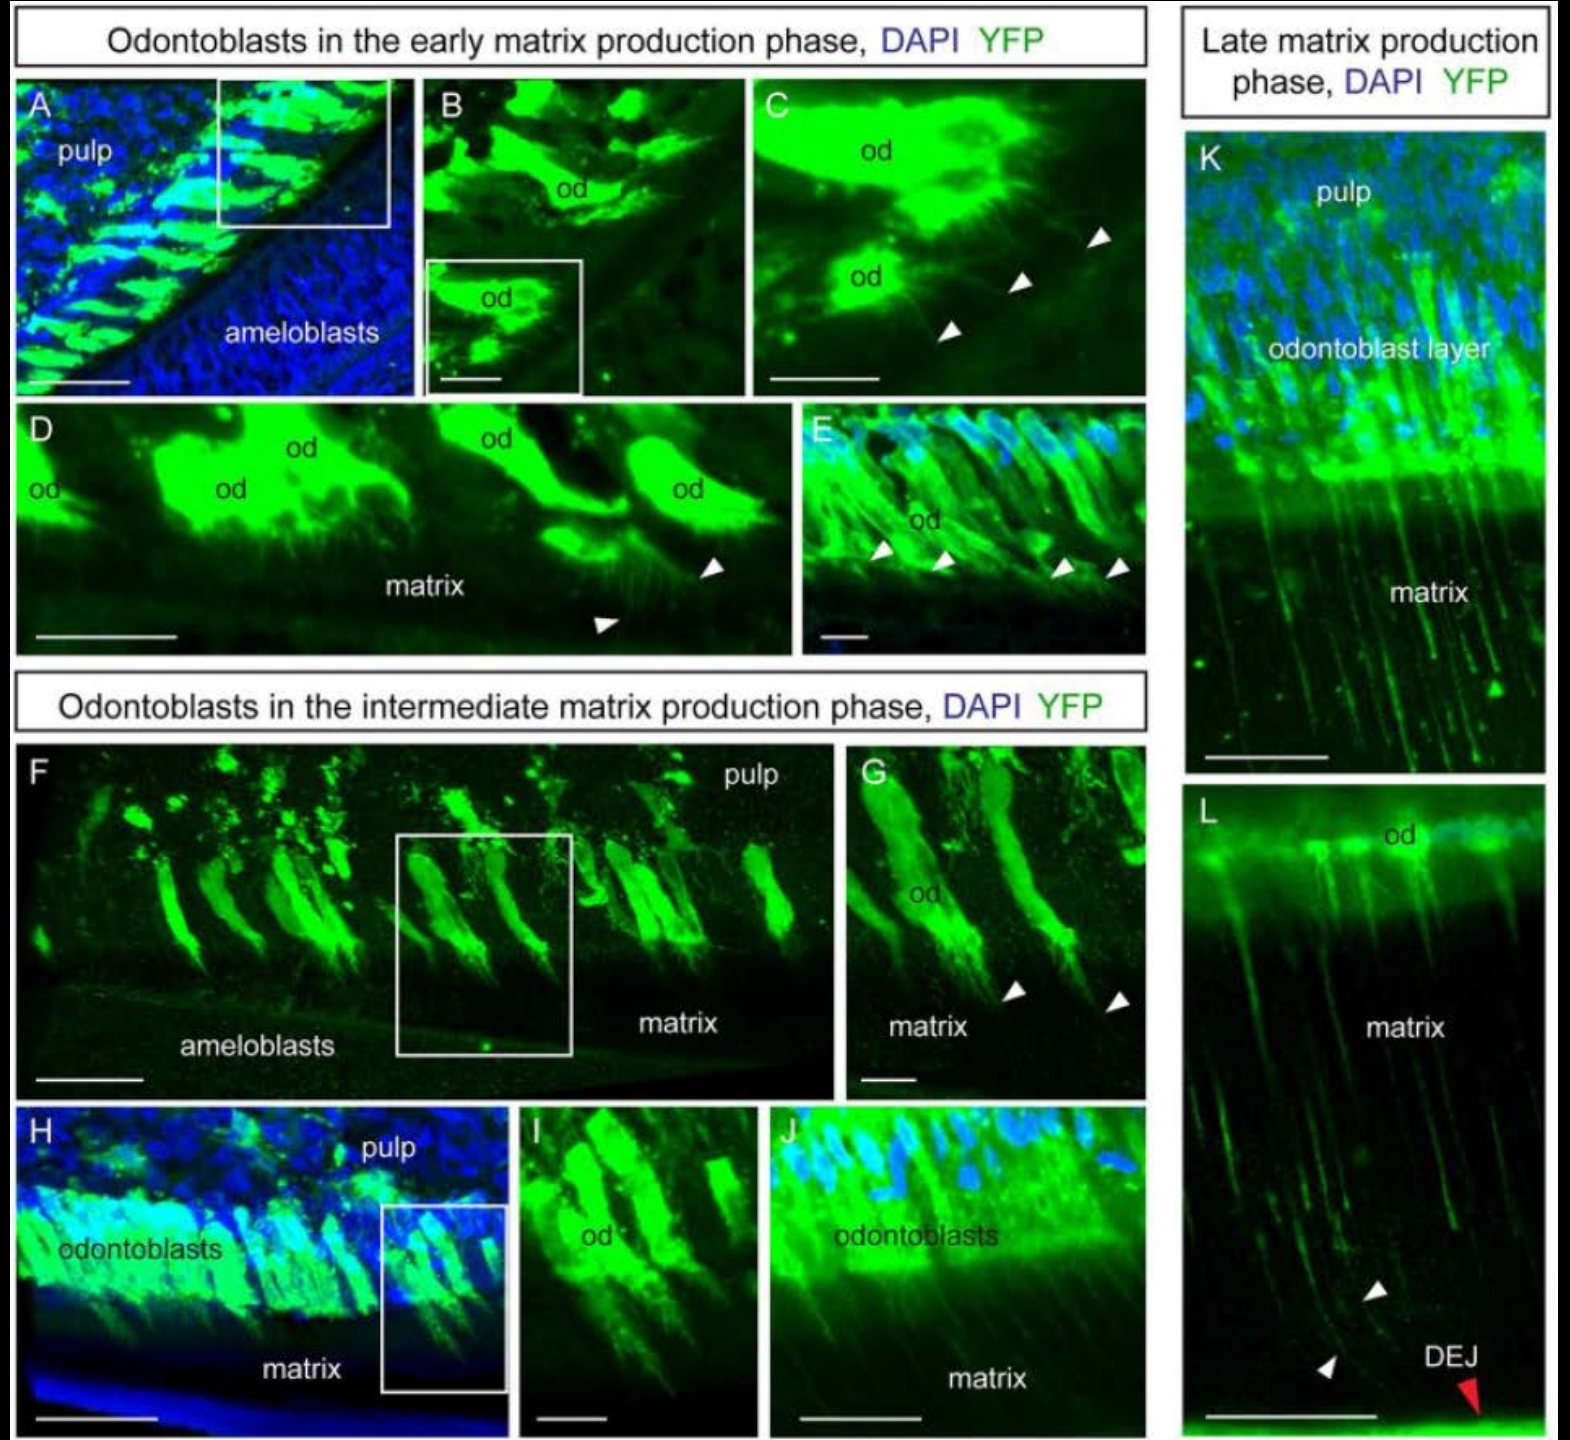 Odontoblasts in the early matrix production phase, DAPI YFP
A
pulp
ameloblasts
B
od
od
C
od
od
D
od
od
od
od
od
matrix
E
od
Odontoblasts in the intermediate matrix production phase, DAPI YFP
F
pulp
ameloblasts
matrix
G
od
matrix
H
pulp
odontoblasts
matrix
I
od
J
odontoblasts
matrix
Late matrix production
phase, DAPI YFP
K
pulp
odontoblast layer
matrix
L
od
matrix
DEJ